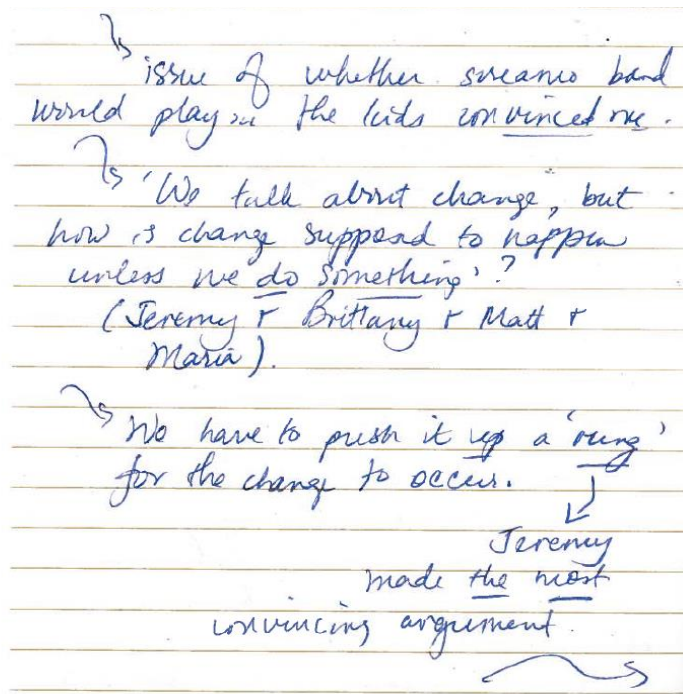 issue of whether screamo band
would play... the kids convinced me.
'We talk about change, but
how is change supposed to happen
unless we do something'?
(Jeremy + Brittany + Matt +
Maria).
We have to push it up a 'rung'
for the change to occur.
Jeremy
made the most
convincing argument.